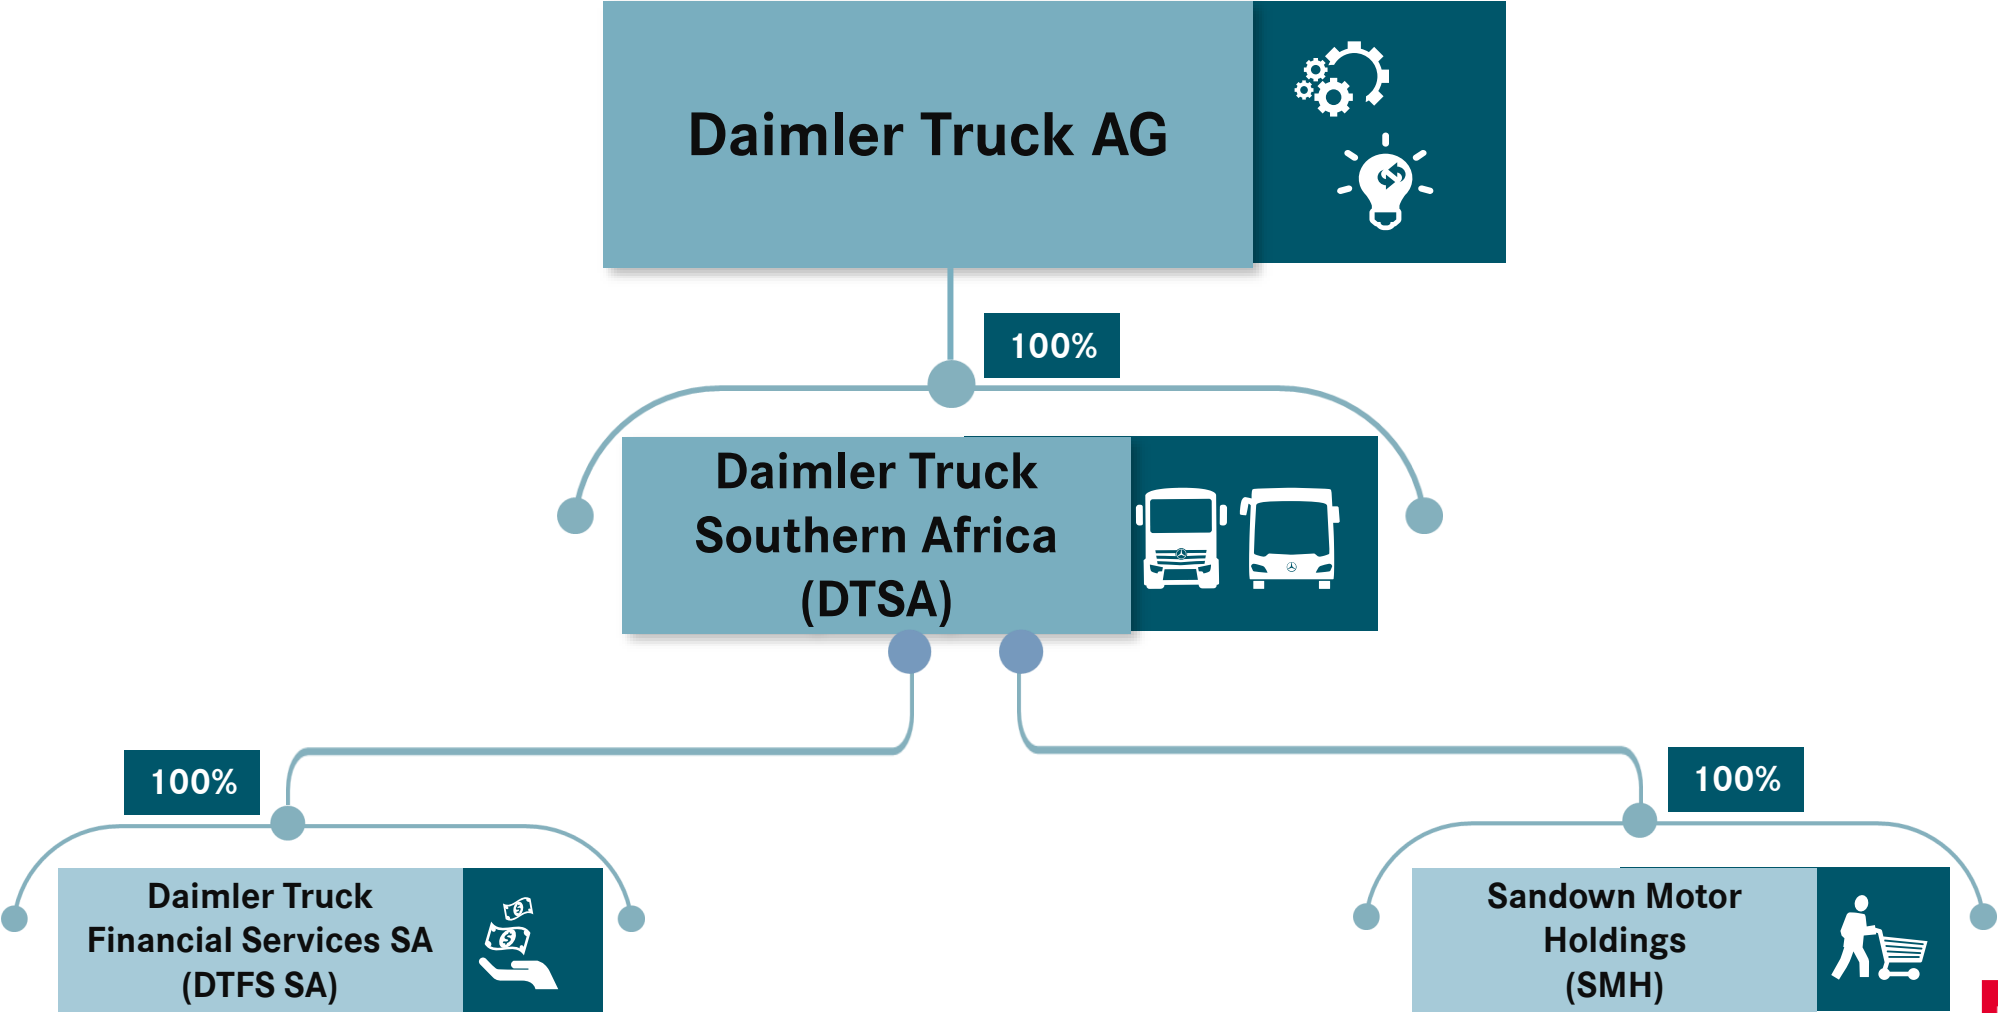 Daimler Truck AG
100%
Daimler Truck
Southern Africa
(DTSA)
100%
100%
Daimler Truck
Financial Services SA
(DTFS SA)
Sandown Motor
Holdings
(SMH)